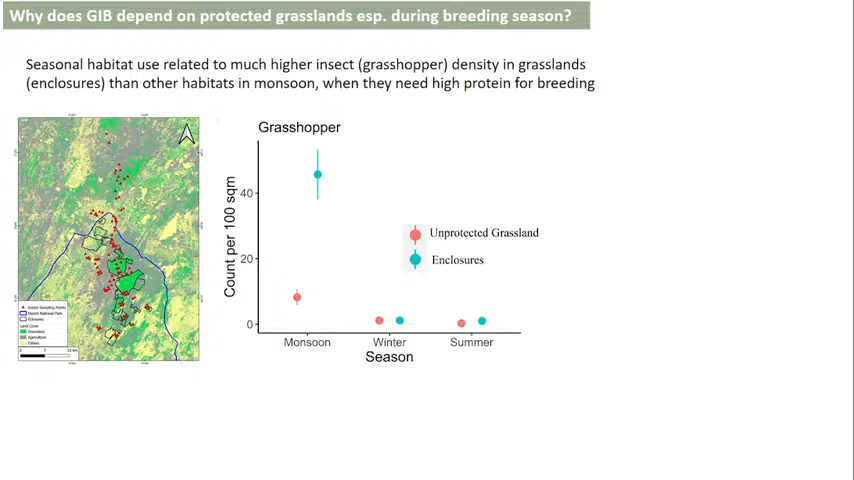 Why does GIB depend on protected grasslands esp. during breeding season?
Seasonal habitat use related to much higher insect (grasshopper) density in grasslands
(enclosures) than other habitats in monsoon, when they need high protein for breeding
Grasshopper
Count per 100 sqm
40
20
0
Unprotected Grassland
Enclosures
Monsoon
Winter
Summer
Season
Insect Sampling Points
Desert National Park
Enclosures
Land Cover
Grassland
Agriculture
Others